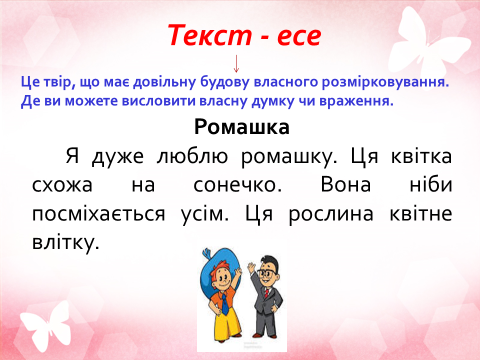 Текст - есе
Це твір, що має довільну будову власного розмірковування.
Де ви можете висловити власну думку чи враження.
Ромашка
Я дуже люблю ромашку. Ця квітка
схожа на сонечко. Вона ніби
посміхається усім. Ця рослина квітне
влітку.